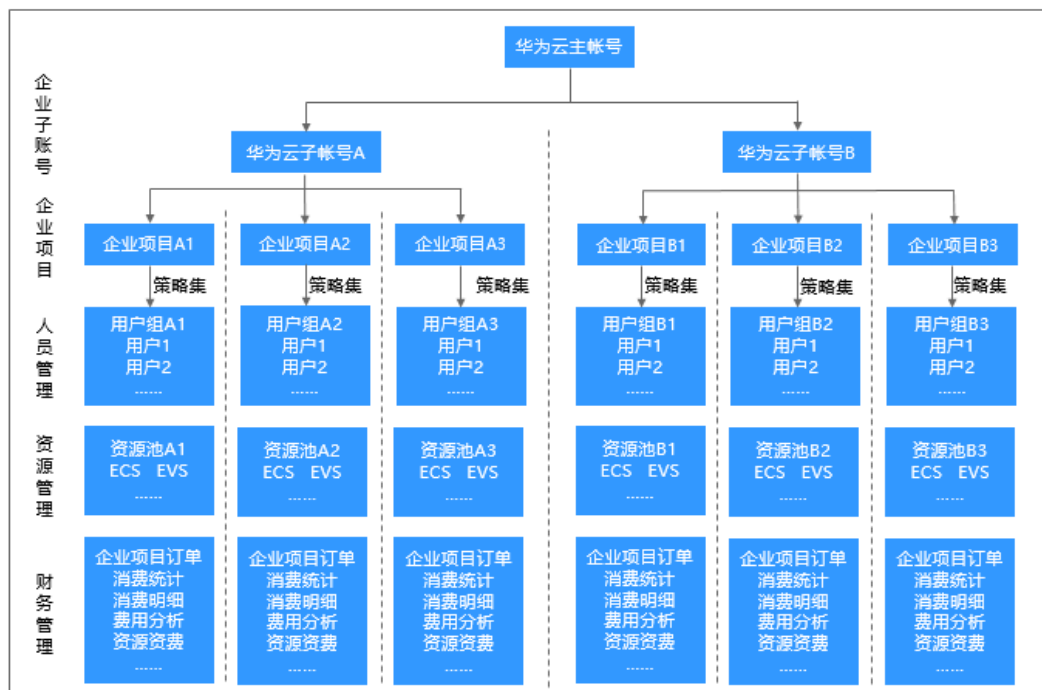 华为云主帐号
企业子账号
华为云子帐号A
华为云子帐号B
企业项目
企业项目A1
企业项目A2
企业项目A3
企业项目B1
企业项目B2
企业项目B3
策略集
策略集
策略集
策略集
策略集
策略集
人员管理
用户组A1
用户1
用户2
......
用户组A2
用户1
用户2
......
用户组A3
用户1
用户2
......
用户组B1
用户1
用户2
......
用户组B2
用户1
用户2
......
用户组B3
用户1
用户2
......
资源管理
资源池A1
ECS EVS
......
资源池A2
ECS EVS
......
资源池A3
ECS EVS
......
资源池B1
ECS EVS
......
资源池B2
ECS EVS
......
资源池B3
ECS EVS
......
财务管理
企业项目订单
消费统计
消费明细
费用分析
资源资费
......
企业项目订单
消费统计
消费明细
费用分析
资源资费
......
企业项目订单
消费统计
消费明细
费用分析
资源资费
......
企业项目订单
消费统计
消费明细
费用分析
资源资费
......
企业项目订单
消费统计
消费明细
费用分析
资源资费
......
企业项目订单
消费统计
消费明细
费用分析
资源资费
......